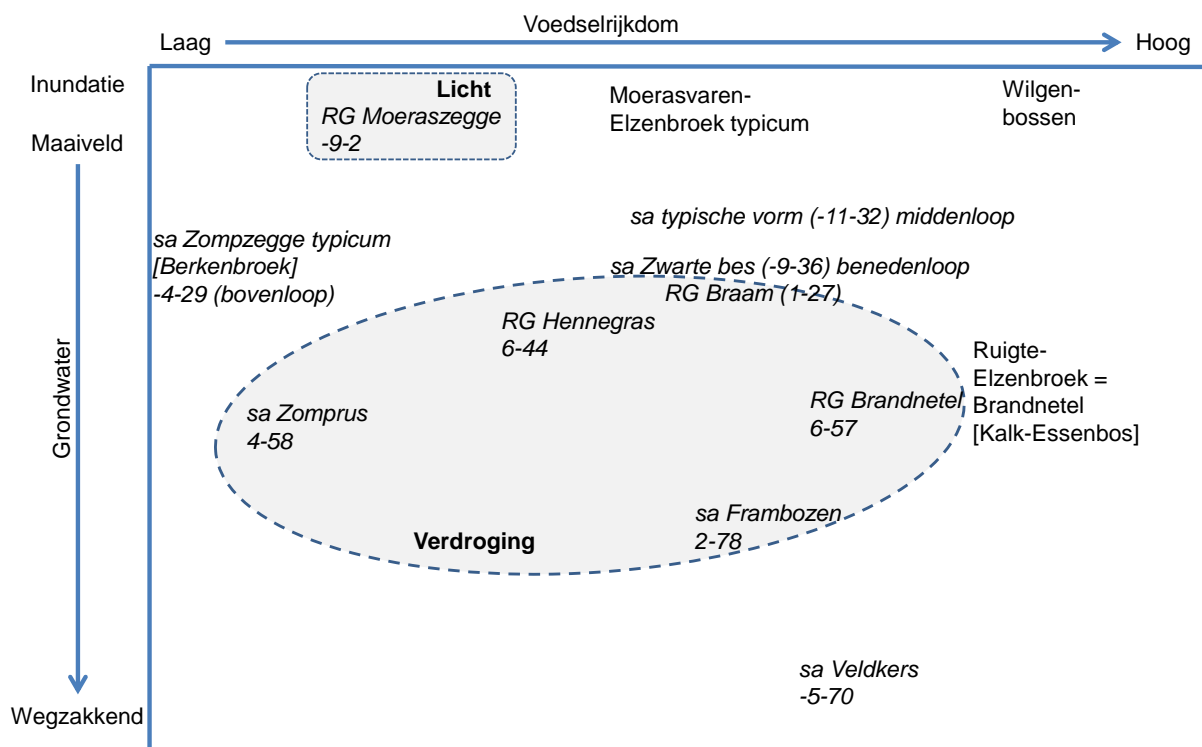 Voedselrijkdom
Laag
Hoog
Inundatie
Maaiveld
Grondwater
Wegzakkend
Licht
RG Moeraszegge
-9-2
Moerasvaren-
Elzenbroek typicum
Wilgen-
bossen
sa typische vorm (-11-32) middenloop
sa Zompzegge typicum
[Berkenbroek]
-4-29 (bovenloop)
sa Zwarte bes (-9-36) benedenloop
RG Braam (1-27)
RG Hennegras
6-44
Ruigte-
Elzenbroek =
Brandnetel
[Kalk-Essenbos]
sa Zomprus
4-58
RG Brandnetel
6-57
sa Frambozen
2-78
Verdroging
sa Veldkers
-5-70